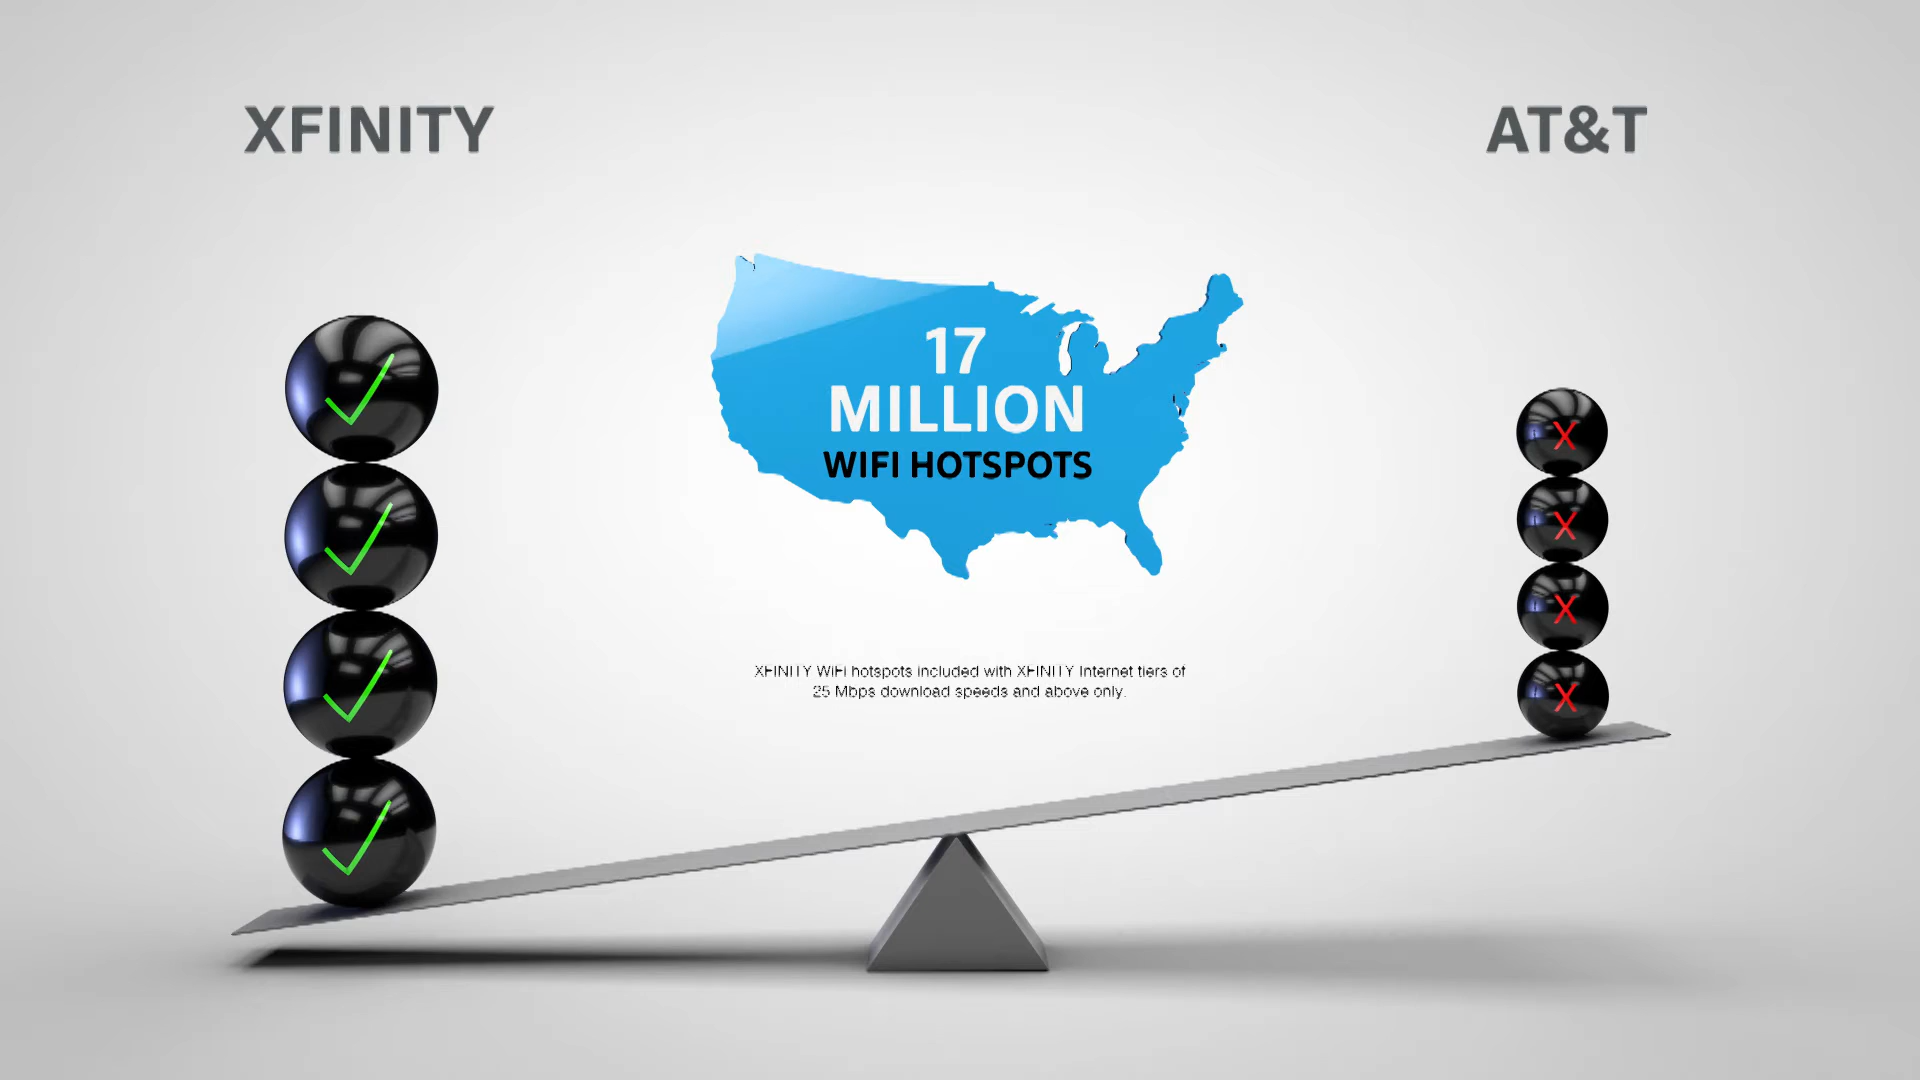 XFINITY
AT&T
17
MILLION
WIFI HOTSPOTS
X
X
X
X
XFINITY WiFi hotspots included with XFINITY Internet tiers of
25 Mbps download speeds and above only.